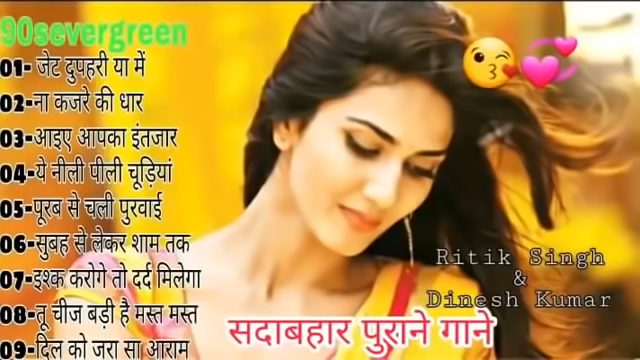 90severgreen
01- जेट दुपहरी या में
02-ना कजरे की धार
03-आइए आपका इंतजार
04-ये नीली पीली चूड़ियां
05-पूरब से चली पुरवाई
06-सुबह से लेकर शाम तक
07-इश्क करोगे तो दर्द मिलेगा
08-तू चीज बड़ी है मस्त मस्त
09-दिल को जरा सा आराम
Ritik Singh
&
Dinesh Kumar
सदाबहार पुराने गाने